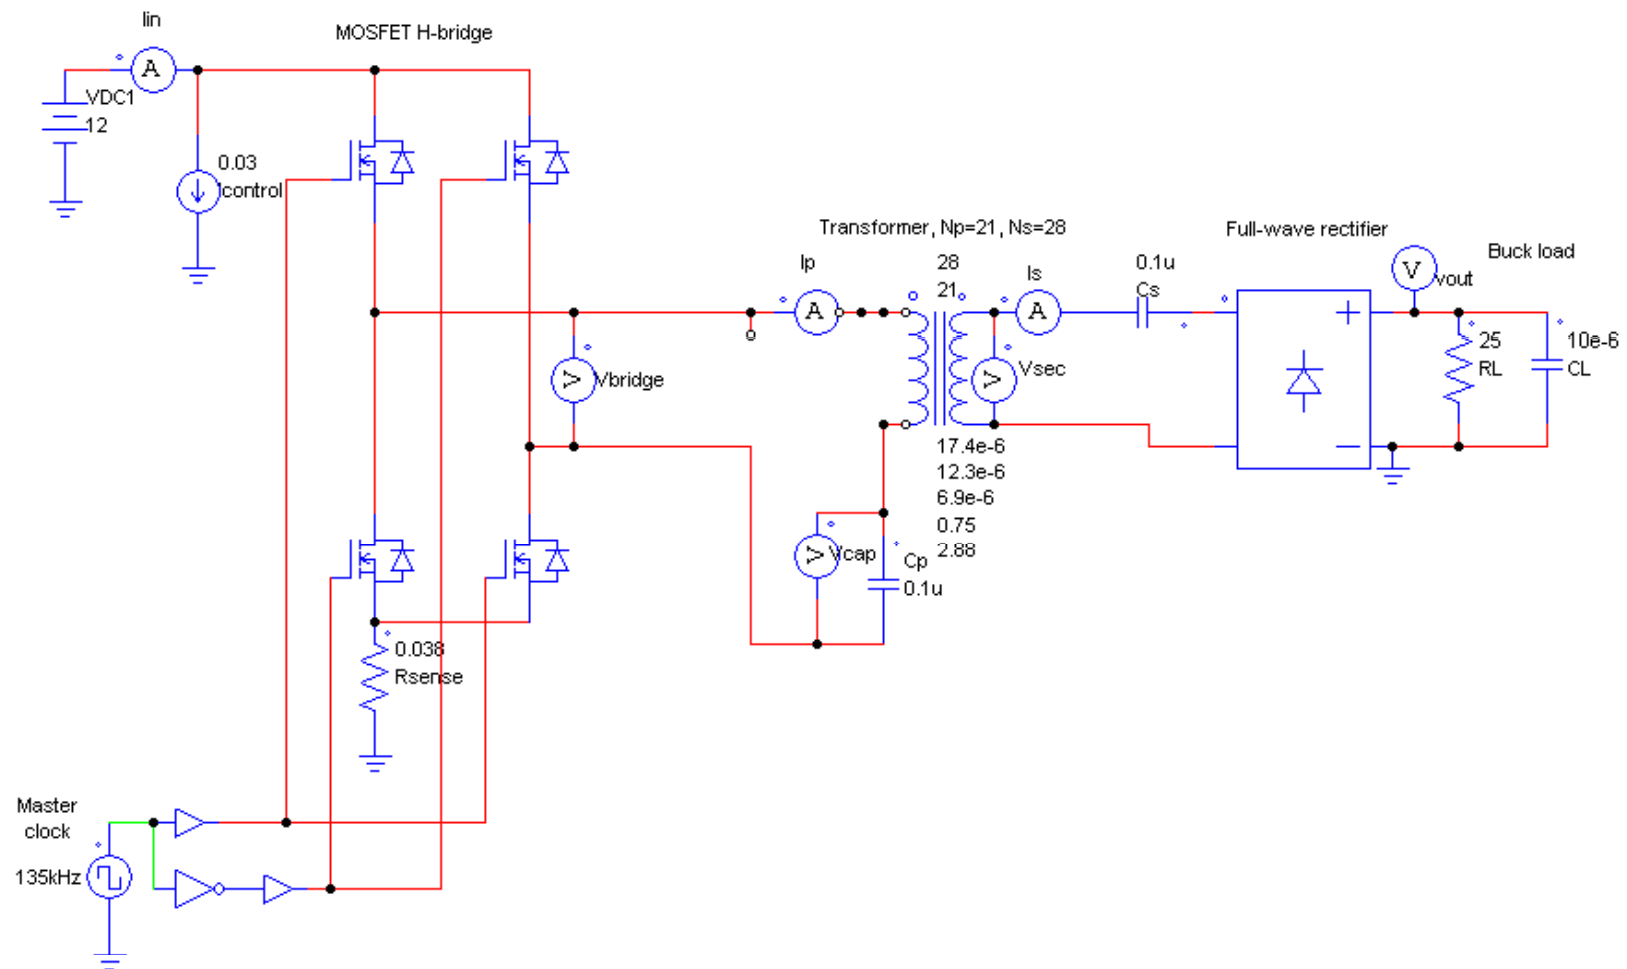 Iin
MOSFET H-bridge
A
VDC1
12
0.03
Icontrol
Transformer, Np=21, Ns=28
Full-wave rectifier
Buck load
Ip
28
21
Is
0.1u
Cs
V
vout
A
A
25
RL
10e-6
CL
V
Vbridge
V
Vsec
17.4e-6
12.3e-6
6.9e-6
0.75
2.88
V
Vcap
Cp
0.1u
0.038
Rsense
Master
clock
135kHz